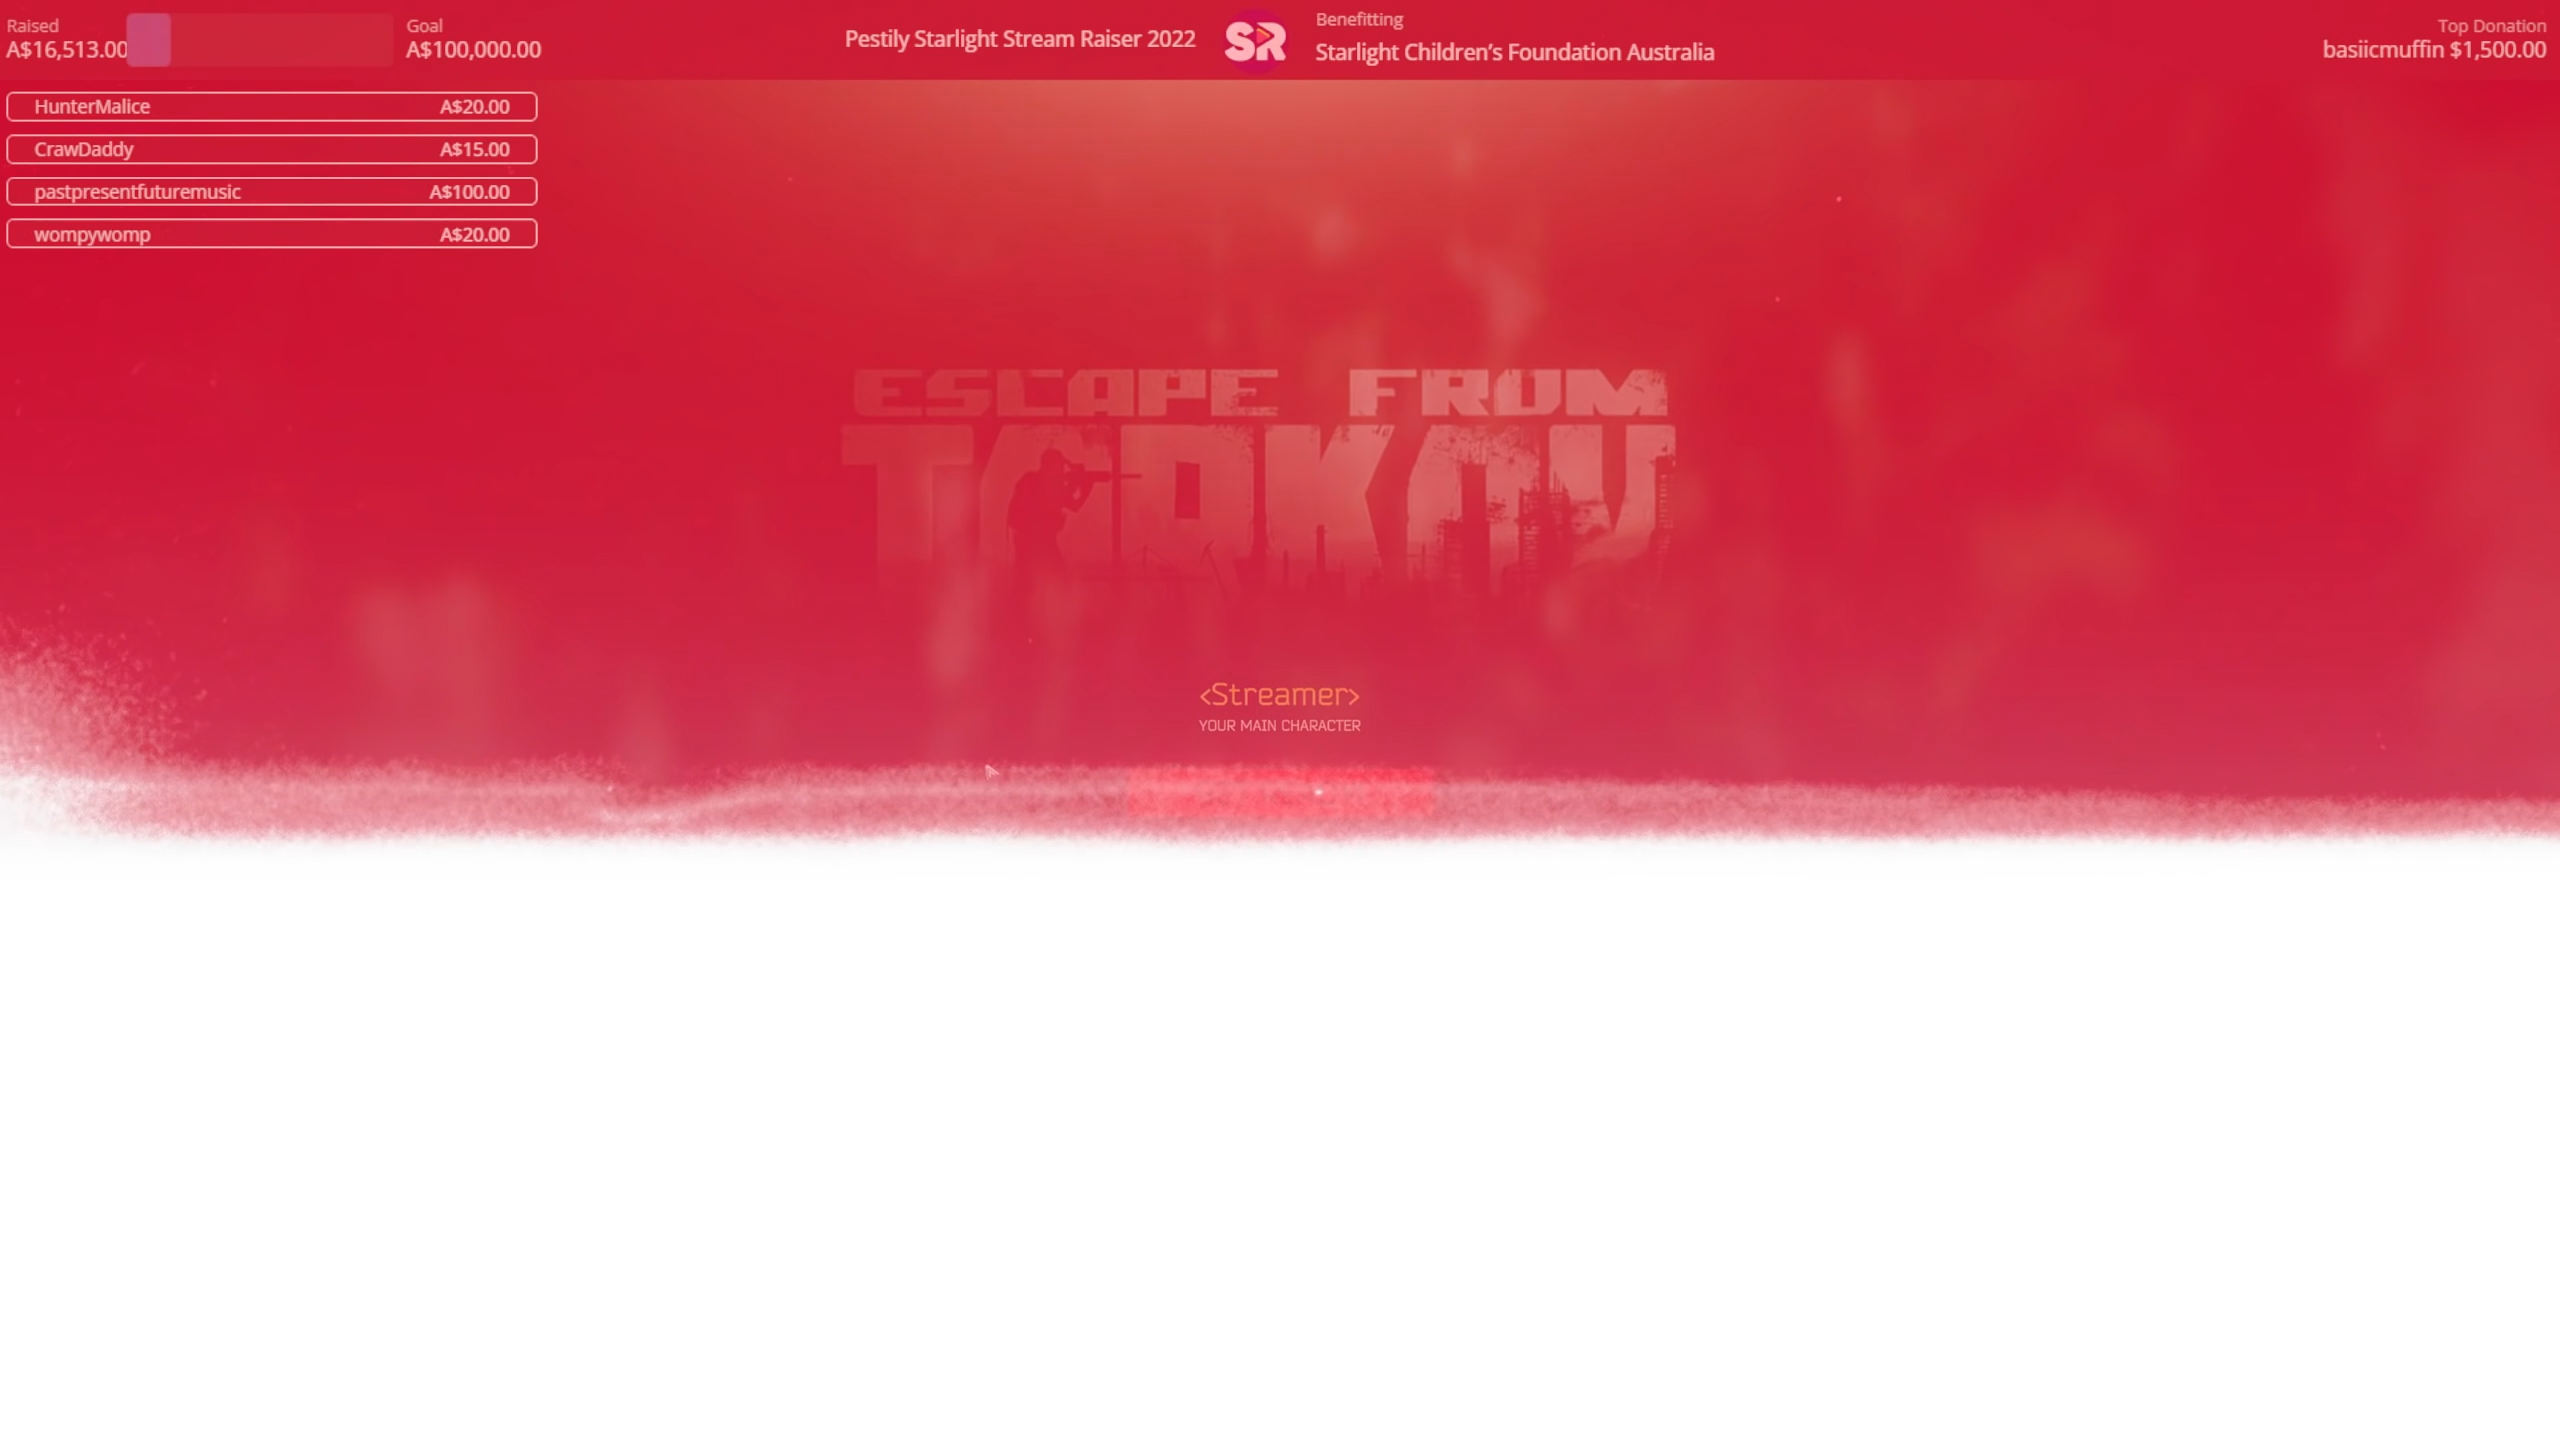 Raised
A$16,513.00
Goal
A$100,000.00
Pestily Starlight Stream Raiser 2022
SR
Benefitting
Starlight Children's Foundation Australia
Top Donation
basiicmuffin $1,500.00
HunterMalice A$20.00
CrawDaddy A$15.00
pastpresentfuturemusic A$100.00
wompywomp A$20.00
ESCAPE FROM
TARKOV
<Streamer>
YOUR MAIN CHARACTER